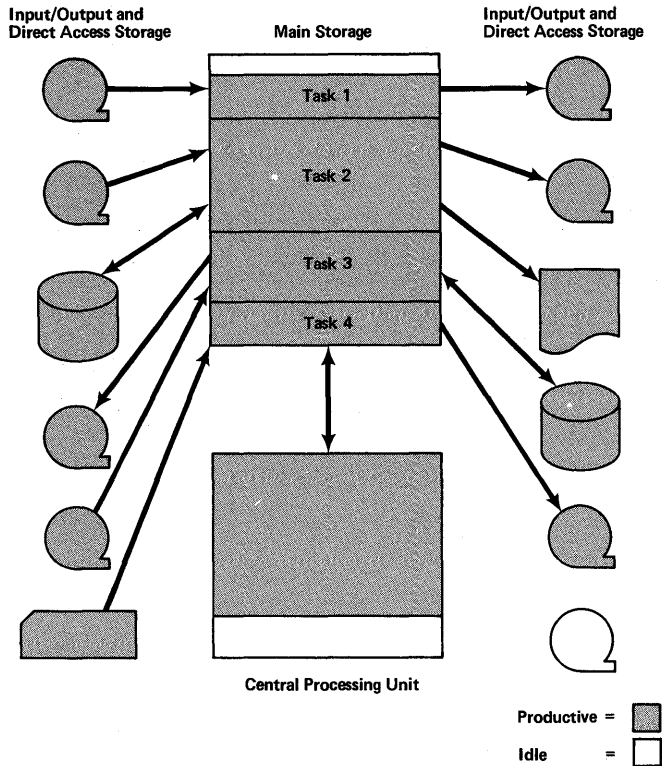 Input/Output and
Direct Access Storage
Main Storage
Input/Output and
Direct Access Storage
Task 1
Task 2
Task 3
Task 4
Central Processing Unit
Productive =
Idle =